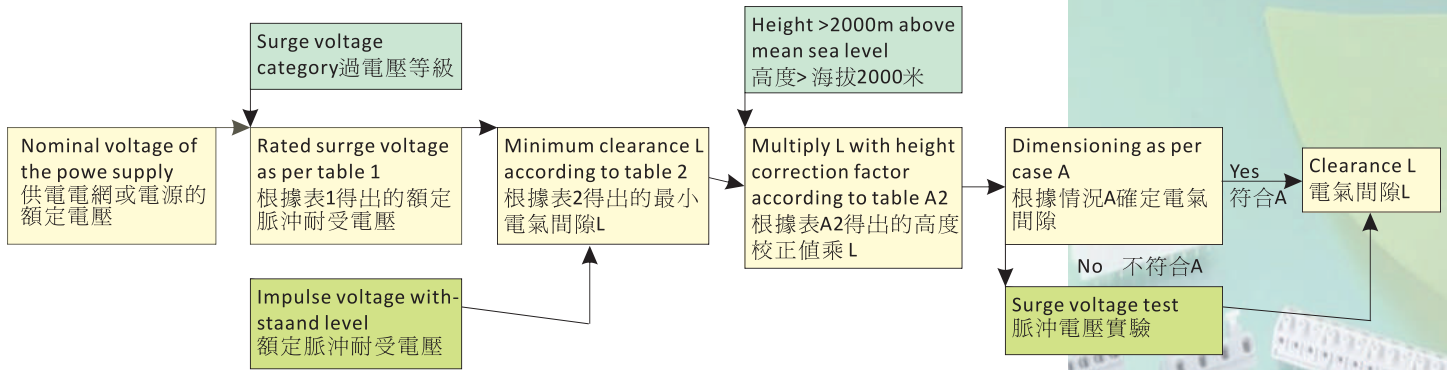 Surge voltage
category過電壓等級
Height >2000m above
mean sea level
高度> 海拔2000米
Nominal voltage of
the powe supply
供電電網或電源的
額定電壓
Rated surrge voltage
as per table 1
根據表1得出的額定
脈沖耐受電壓
Minimum clearance L
according to table 2
根據表2得出的最小
電氣間隙L
Multiply L with height
correction factor
according to table A2
根據表A2得出的高度
校正値乘 L
Dimensioning as per
case A
根據情況A確定電氣
間隙
Yes
符合A
Clearance L
電氣間隙L
No 不符合A
Impulse voltage with-
staand level
額定脈沖耐受電壓
Surge voltage test
脈沖電壓實驗